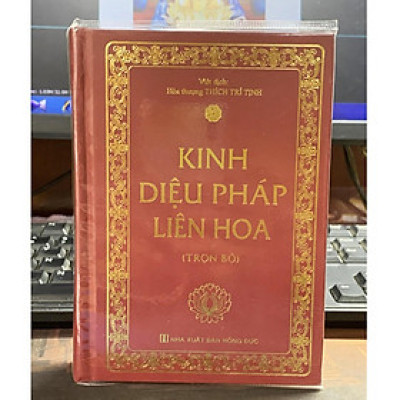 Việt dịch:
Hòa thượng THÍCH TRÍ TỊNH
KINH
DIỆU PHÁP
LIÊN HOA
(TRỌN BỘ)
NHÀ XUẤT BẢN HỒNG ĐỨC